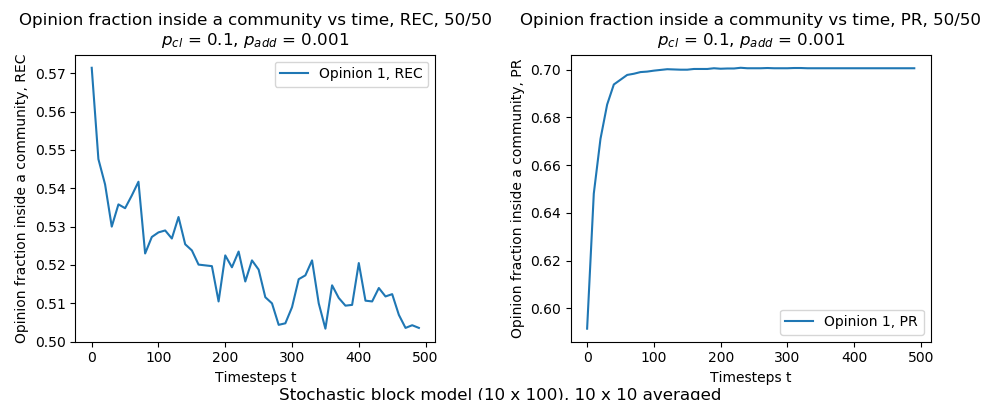 Opinion fraction inside a community vs time, REC, 50/50
p_cl = 0.1, p_add = 0.001
Opinion fraction inside a community, REC
0.57
0.56
0.55
0.54
0.53
0.52
0.51
0.50
Opinion 1, REC
0 100 200 300 400 500
Timesteps t
Opinion fraction inside a community vs time, PR, 50/50
p_cl = 0.1, p_add = 0.001
Opinion fraction inside a community, PR
0.70
0.68
0.66
0.64
0.62
0.60
Opinion 1, PR
0 100 200 300 400 500
Timesteps t
Stochastic block model (10 x 100), 10 x 10 averaged